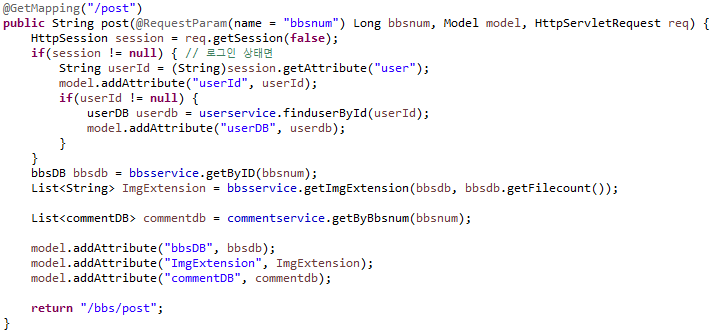 @GetMapping("/post")
public String post(@RequestParam(name = "bbsnum") Long bbsnum, Model model, HttpServletRequest req) {
    HttpSession session = req.getSession(false);
    if(session != null) { // 로그인 상태면
        String userId = (String)session.getAttribute("user");
        model.addAttribute("userId", userId);
        if(userId != null) {
            userDB userdb = userservice.finduserById(userId);
            model.addAttribute("userDB", userdb);
        }
    }
    bbsDB bbsdb = bbsservice.getByID(bbsnum);
    List<String> ImgExtension = bbsservice.getImgExtension(bbsdb, bbsdb.getFilecount());

    List<commentDB> commentdb = commentservice.getByBbsnum(bbsnum);

    model.addAttribute("bbsDB", bbsdb);
    model.addAttribute("ImgExtension", ImgExtension);
    model.addAttribute("commentDB", commentdb);

    return "/bbs/post";
}